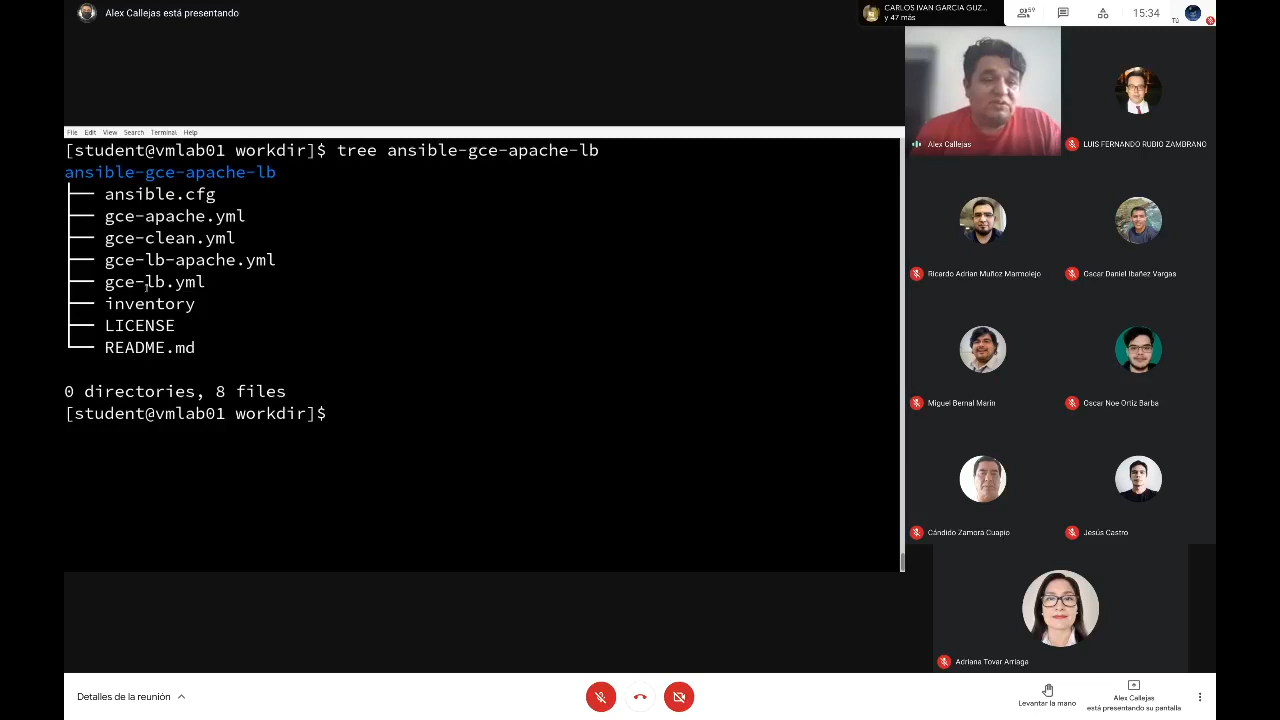 Alex Callejas está presentando
CARLOS IVAN GARCIA GUZ...
y 47 más
59
15:34
Tú
File Edit View Search Terminal Help
[student@vmlab01 workdir]$ tree ansible-gce-apache-lb
ansible-gce-apache-lb
├── ansible.cfg
├── gce-apache.yml
├── gce-clean.yml
├── gce-lb-apache.yml
├── gce-lb.yml
├── inventory
├── LICENSE
└── README.md
0 directories, 8 files
[student@vmlab01 workdir]$
Alex Callejas
LUIS FERNANDO RUBIO ZAMBRANO
Ricardo Adrian Muñoz Marmolejo
Oscar Daniel Ibañez Vargas
Miguel Bernal Marin
Oscar Noe Ortiz Barba
Cándido Zamora Cuapio
Jesús Castro
Adriana Tovar Arriaga
Detalles de la reunión
Levantar la mano
Alex Callejas
está presentando su pantalla